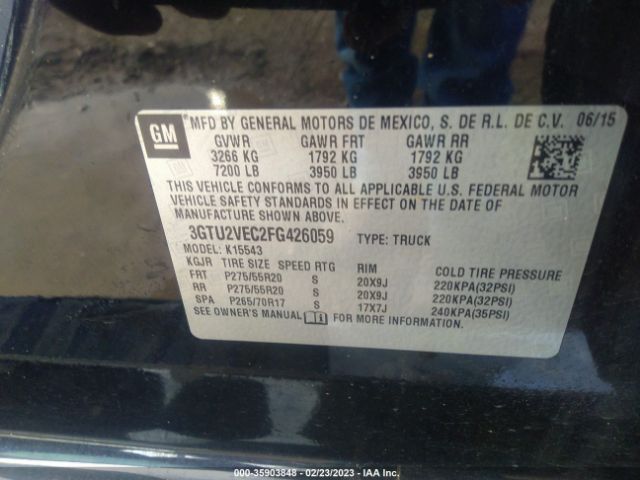 GM MFD BY GENERAL MOTORS DE MEXICO, S. DE R.L. DE C.V. 06/15
GVWR GAWR FRT GAWR RR
3266 KG 1792 KG 1792 KG
7200 LB 3950 LB 3950 LB
THIS VEHICLE CONFORMS TO ALL APPLICABLE U.S. FEDERAL MOTOR
VEHICLE SAFETY STANDARDS IN EFFECT ON THE DATE OF
MANUFACTURE SHOWN ABOVE.
3GTU2VEC2FG426059 TYPE: TRUCK
MODEL: K15543
KGJR TIRE SIZE SPEED RTG RIM COLD TIRE PRESSURE
FRT P275/55R20 S 20X9J 220KPA(32PSI)
RR P275/55R20 S 20X9J 220KPA(32PSI)
SPA P265/70R17 S 17X7J 240KPA(35PSI)
SEE OWNER'S MANUAL FOR MORE INFORMATION.
000-35903848 - 02/23/2023 - IAA Inc.